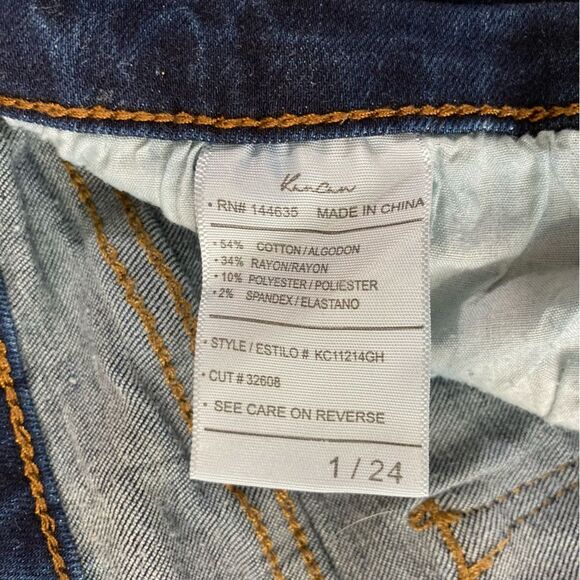 KanCan
• RN# 144635 MADE IN CHINA
• 54% COTTON / ALGODON
• 34% RAYON/RAYON
• 10% POLYESTER / POLIESTER
• 2% SPANDEX / ELASTANO
• STYLE / ESTILO # KC11214GH
• CUT # 32608
• SEE CARE ON REVERSE
1 / 24